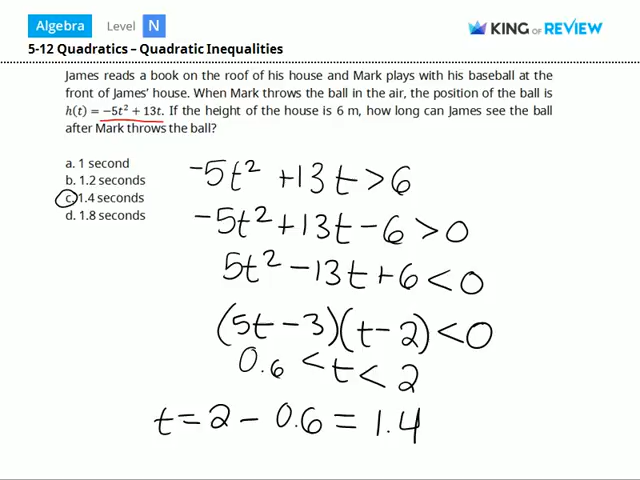 Algebra Level N KING OF REVIEW
5-12 Quadratics – Quadratic Inequalities
James reads a book on the roof of his house and Mark plays with his baseball at the
front of James' house. When Mark throws the ball in the air, the position of the ball is
h(t) = −5t² + 13t. If the height of the house is 6 m, how long can James see the ball
after Mark throws the ball?
a. 1 second
b. 1.2 seconds
c. 1.4 seconds
d. 1.8 seconds
-5t² +13t > 6
-5t² +13t - 6 > 0
5t² - 13t + 6 < 0
(5t - 3)(t - 2) < 0
0.6 < t < 2
t = 2 - 0.6 = 1.4